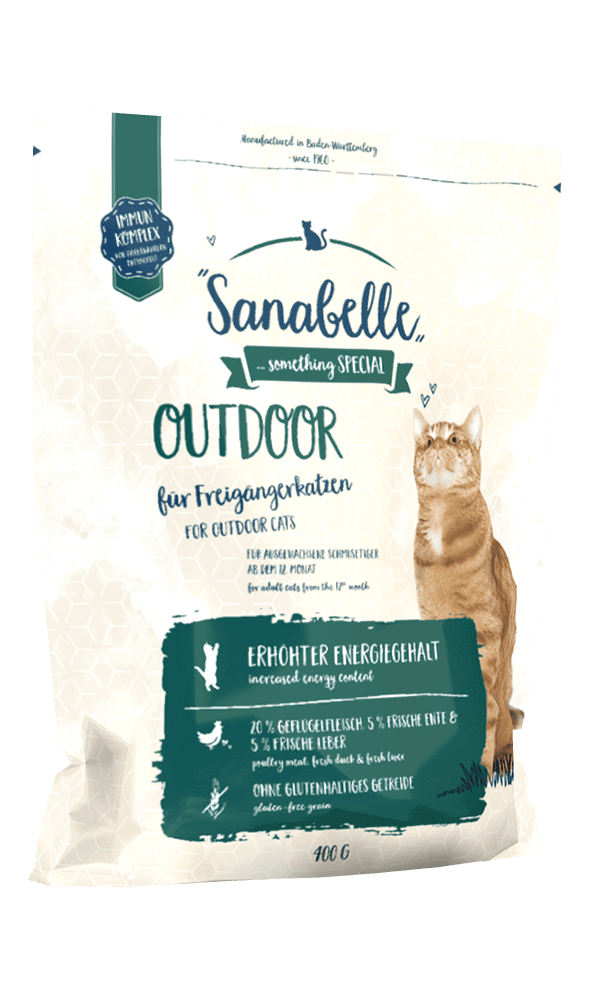 Manufactured in Baden-Württemberg
- since 1960 -
IMMUN
KOMPLEX
VON TIERERNÄHRERN
ENTWICKELT
"Sanabelle"
... something SPECIAL
OUTDOOR
für Freigängerkatzen
FOR OUTDOOR CATS
FÜR AUSGEWACHSENE SCHMUSETIGER
AB DEM 12. MONAT
for adult cats from the 12th month
ERHÖHTER ENERGIEGEHALT
increased energy content
20 % GEFLÜGELFLEISCH, 5 % FRISCHE ENTE &
5 % FRISCHE LEBER
poultry meat, fresh duck & fresh liver
OHNE GLUTENHALTIGES GETREIDE
gluten-free grain
400 G